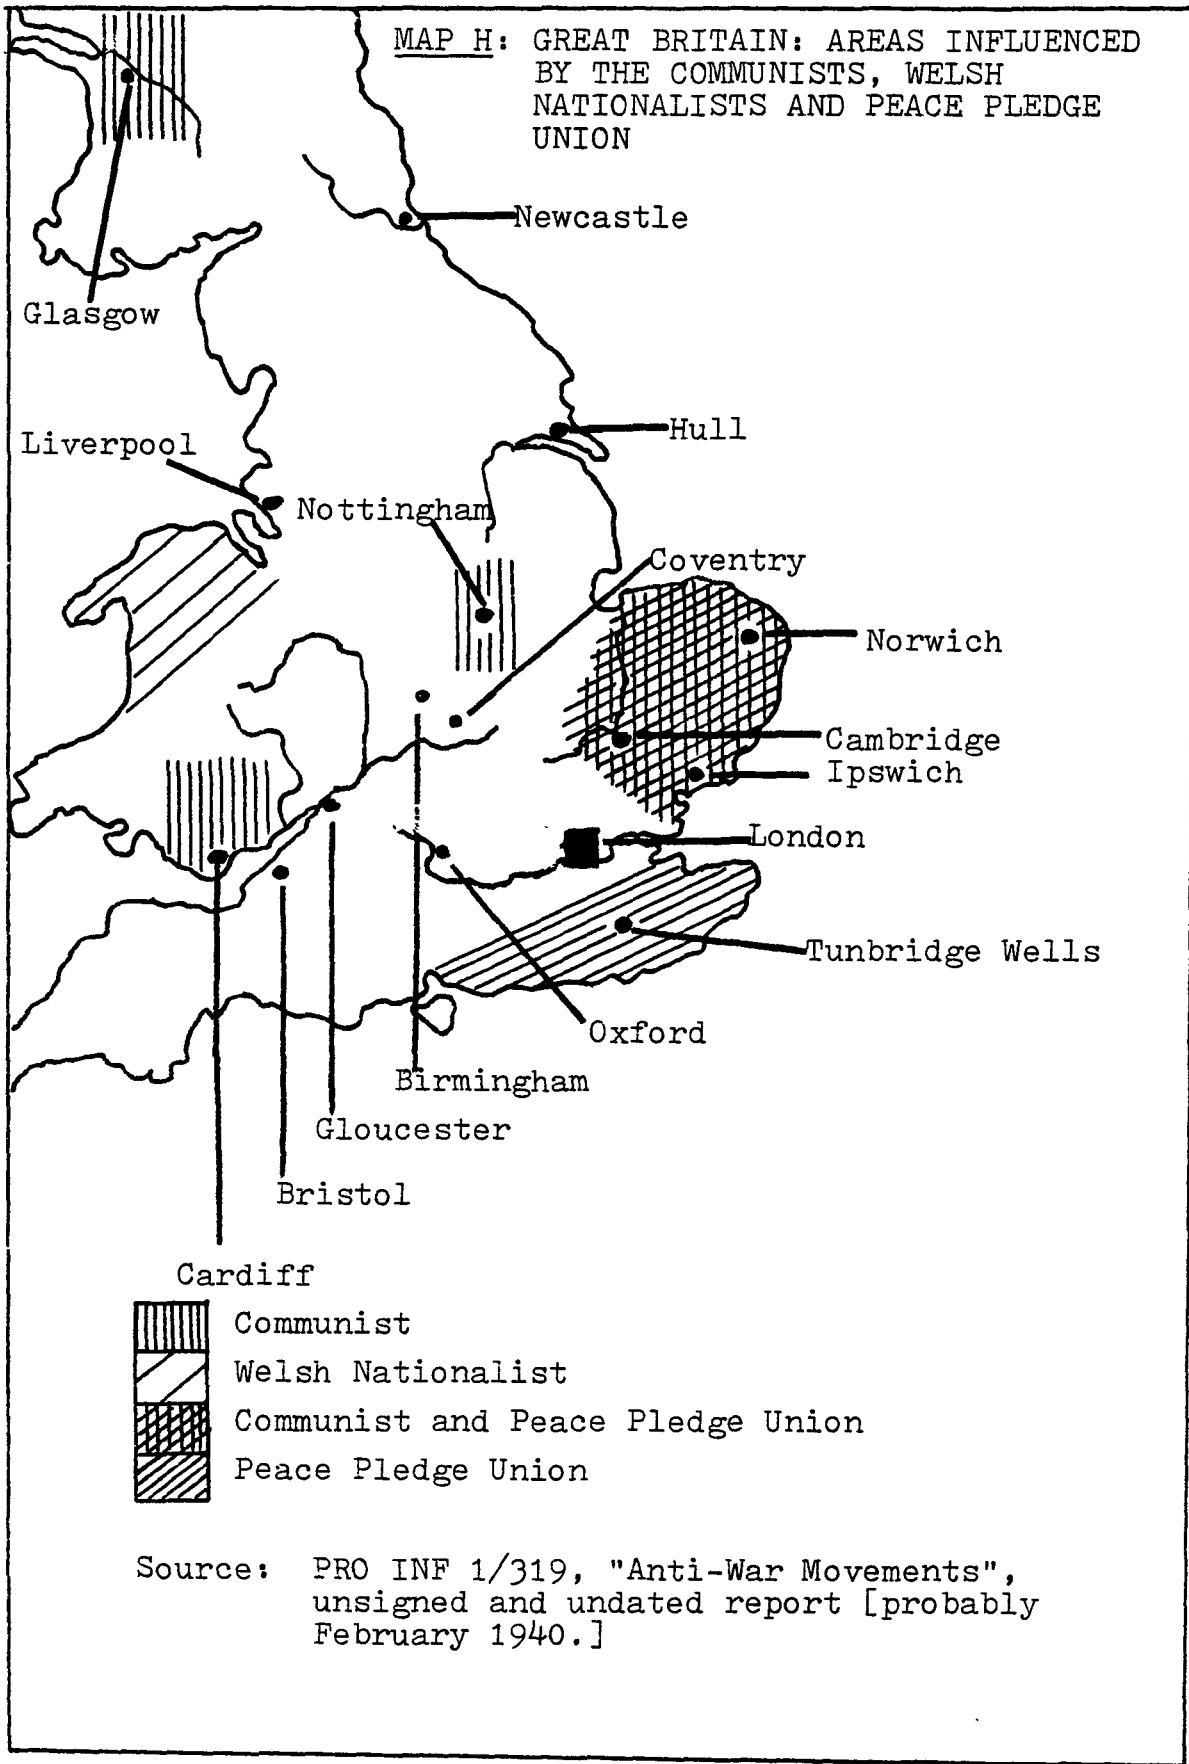 MAP H: GREAT BRITAIN: AREAS INFLUENCED
BY THE COMMUNISTS, WELSH
NATIONALISTS AND PEACE PLEDGE
UNION
Newcastle
Glasgow
Hull
Liverpool
Nottingham
Coventry
Norwich
Cambridge
Ipswich
London
Tunbridge Wells
Oxford
Birmingham
Gloucester
Bristol
Cardiff
Communist
Welsh Nationalist
Communist and Peace Pledge Union
Peace Pledge Union
Source: PRO INF 1/319, "Anti-War Movements",
unsigned and undated report [probably
February 1940.]